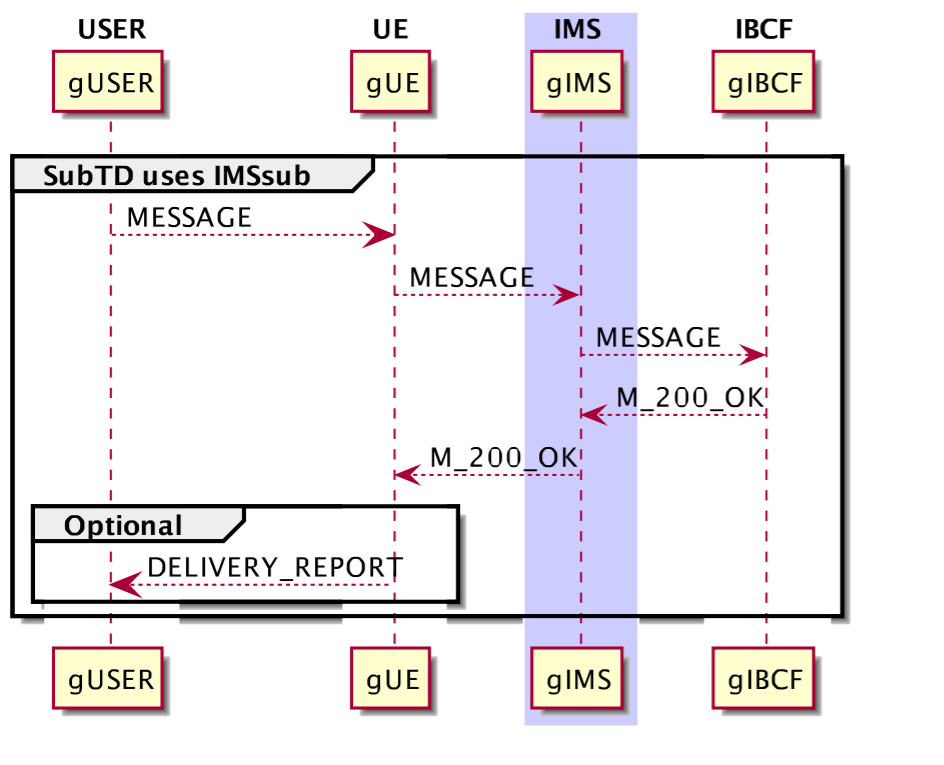 USER UE IMS IBCF
gUSER gUE gIMS gIBCF
SubTD uses IMSsub
MESSAGE
MESSAGE
MESSAGE
M_200_OK
M_200_OK
Optional
DELIVERY_REPORT
gUSER gUE gIMS gIBCF